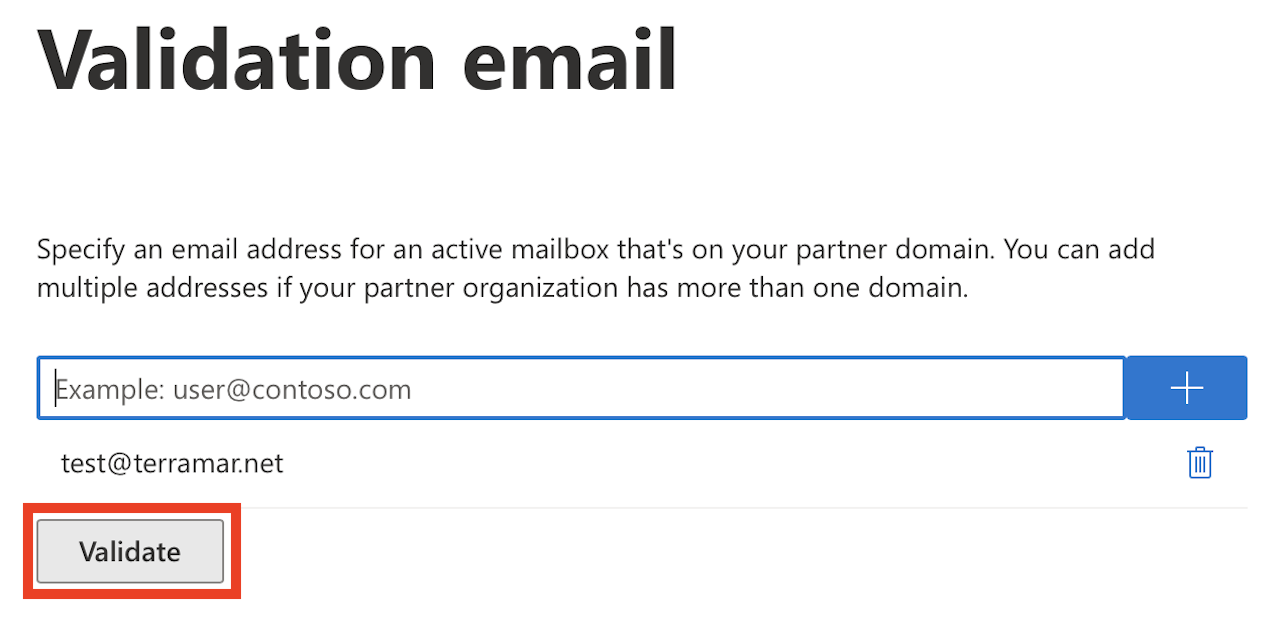 Validation email
Specify an email address for an active mailbox that's on your partner domain. You can add
multiple addresses if your partner organization has more than one domain.
Example: user@contoso.com
test@terramar.net
Validate